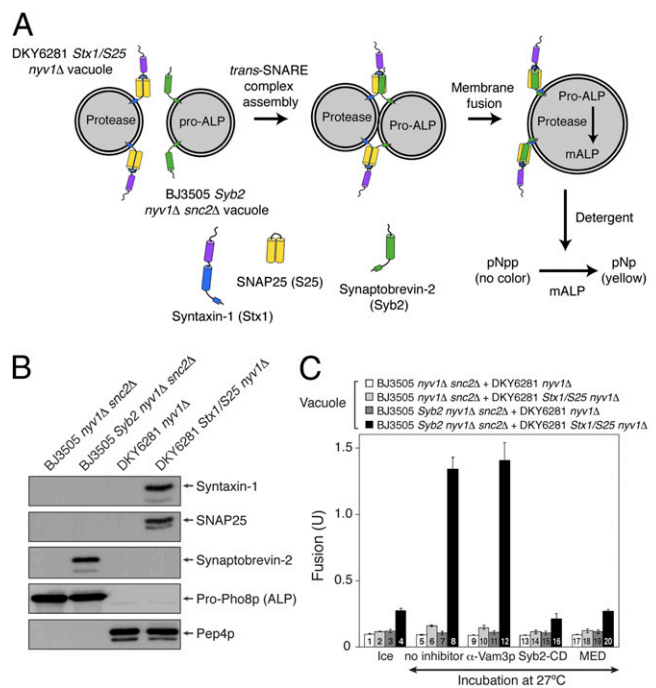 A
DKY6281 Stx1/S25
nyv1Δ vacuole
Protease
pro-ALP
BJ3505 Syb2
nyv1Δ snc2Δ vacuole
trans-SNARE
complex
assembly
Protease
Pro-ALP
Membrane
fusion
Pro-ALP
Protease
mALP
Detergent
pNpp
(no color)
mALP
pNp
(yellow)
Syntaxin-1 (Stx1)
SNAP25 (S25)
Synaptobrevin-2
(Syb2)
B
BJ3505 nyv1Δ snc2Δ
BJ3505 Syb2 nyv1Δ snc2Δ
DKY6281 nyv1Δ
DKY6281 Stx1/S25 nyv1Δ
Syntaxin-1
SNAP25
Synaptobrevin-2
Pro-Pho8p (ALP)
Pep4p
C
Vacuole
BJ3505 nyv1Δ snc2Δ + DKY6281 nyv1Δ
BJ3505 nyv1Δ snc2Δ + DKY6281 Stx1/S25 nyv1Δ
BJ3505 Syb2 nyv1Δ snc2Δ + DKY6281 nyv1Δ
BJ3505 Syb2 nyv1Δ snc2Δ + DKY6281 Stx1/S25 nyv1Δ
Fusion (U)
1.5
1.0
0.5
0
1 2 3 4 5 6 7 8 9 10 11 12 13 14 15 16 17 18 19 20
Ice no inhibitor α-Vam3p Syb2-CD MED
Incubation at 27°C